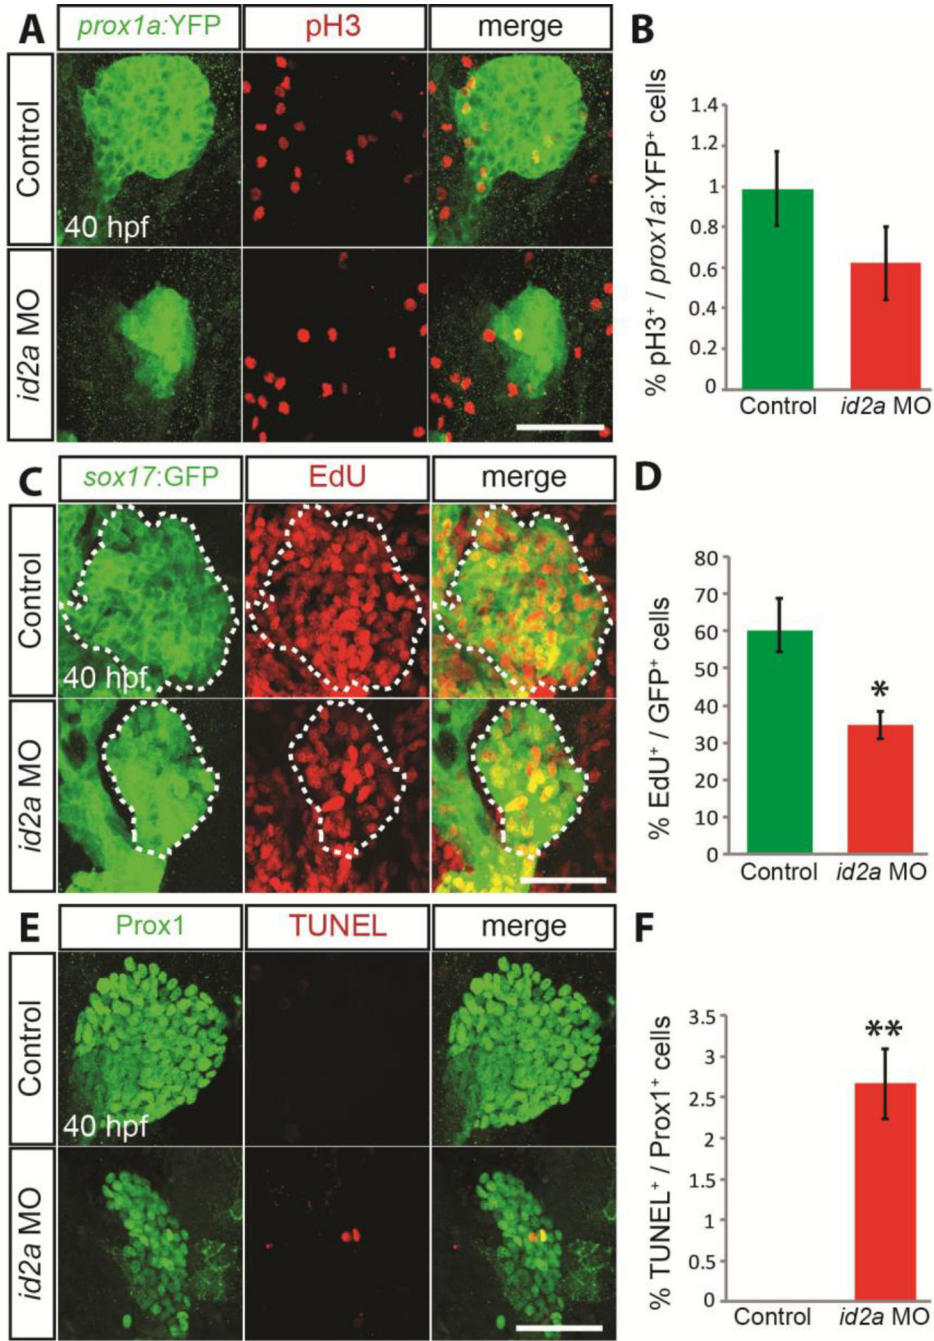 A prox1a:YFP pH3 merge
Control
40 hpf
id2a MO
B
% pH3⁺ / prox1a:YFP⁺ cells
1.4
1.2
1
0.8
0.6
0.4
0.2
0
Control id2a MO
C sox17:GFP EdU merge
Control
40 hpf
id2a MO
D
% EdU⁺ / GFP⁺ cells
80
70
60
50
40
30
20
10
0
*
Control id2a MO
E Prox1 TUNEL merge
Control
40 hpf
id2a MO
F
% TUNEL⁺ / Prox1⁺ cells
3.5
3
2.5
2
1.5
1
0.5
0
**
Control id2a MO